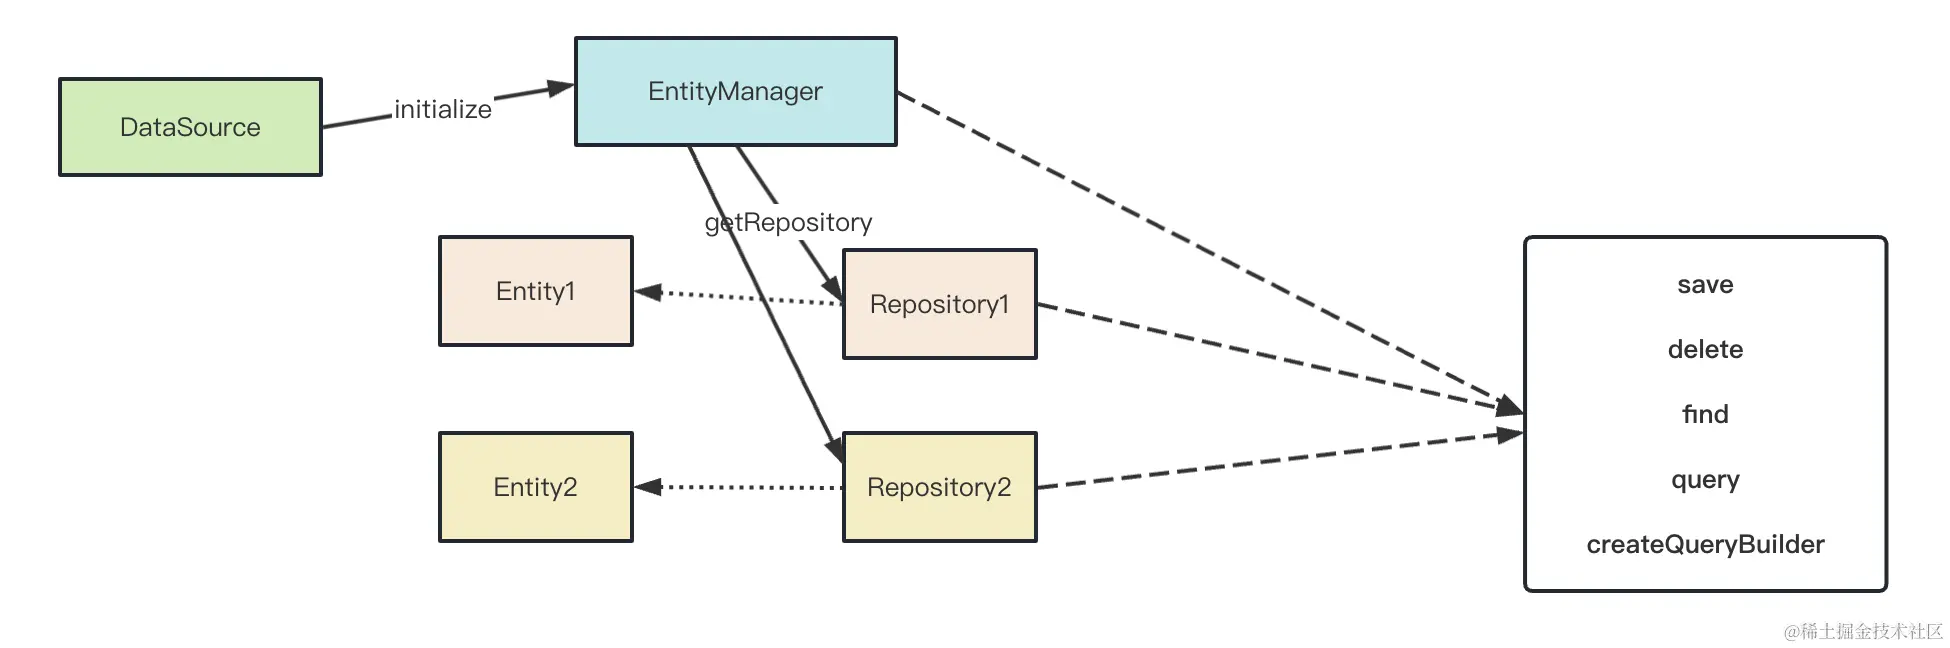 EntityManager
DataSource
initialize
getRepository
Entity1
Repository1
Entity2
Repository2
save
delete
find
query
createQueryBuilder
@稀土掘金技术社区